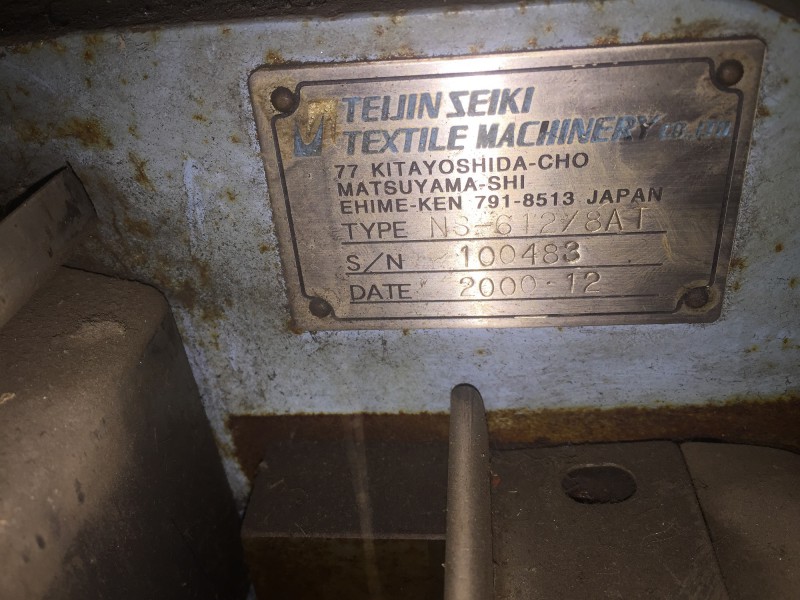 TEIJIN SEIKI
TEXTILE MACHINERY CO., LTD.
77 KITAYOSHIDA-CHO
MATSUYAMA-SHI
EHIME-KEN 791-8513 JAPAN
TYPE NS-612/8AT
S/N 100483
DATE 2000-12